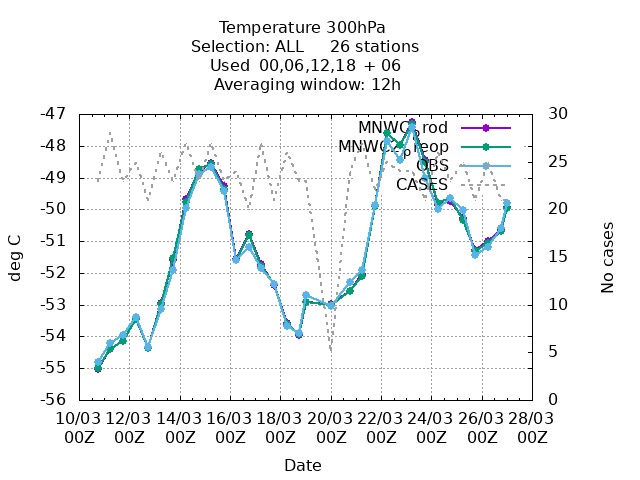 Temperature 300hPa
Selection: ALL 26 stations
Used 00,06,12,18 + 06
Averaging window: 12h
-47
-48
-49
-50
-51
-52
-53
-54
-55
-56
30
25
20
15
10
5
0
deg C
No cases
MNWC_prod
MNWC_preop
OBS
CASES
10/03 12/03 14/03 16/03 18/03 20/03 22/03 24/03 26/03 28/03
00Z 00Z 00Z 00Z 00Z 00Z 00Z 00Z 00Z 00Z
Date